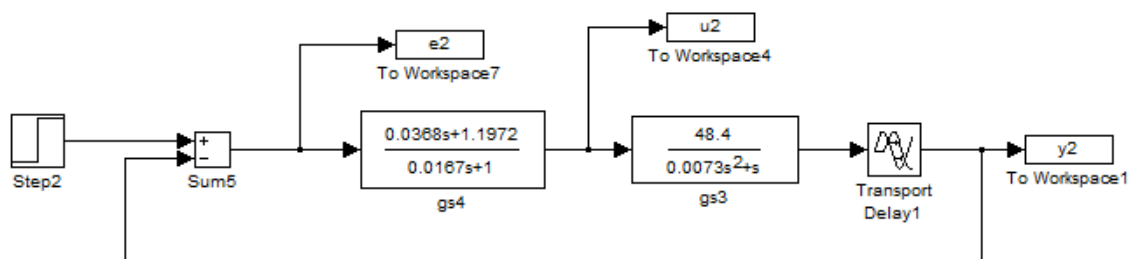 e2
To Workspace7
u2
To Workspace4
Step2
+
−
Sum5
0.0368s+1.1972
0.0167s+1
gs4
48.4
0.0073s²+s
gs3
Transport
Delay1
y2
To Workspace1